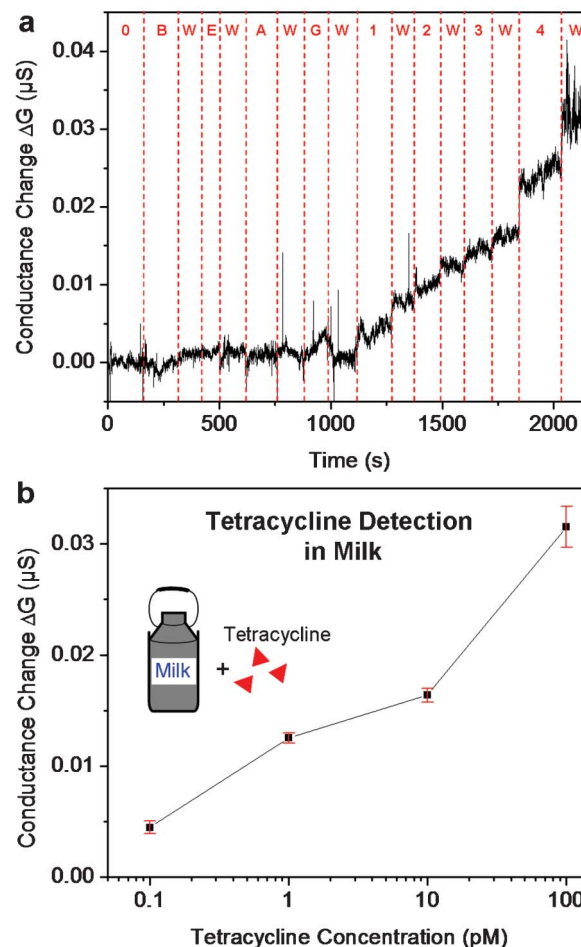 a
0 B W E W A W G W 1 W 2 W 3 W 4 W
Conductance Change ΔG (µS)
0.04
0.03
0.02
0.01
0.00
0 500 1000 1500 2000
Time (s)
b
Conductance Change ΔG (µS)
0.03
0.02
0.01
0.00
Tetracycline Detection
in Milk
Tetracycline
Milk +
0.1 1 10 100
Tetracycline Concentration (pM)